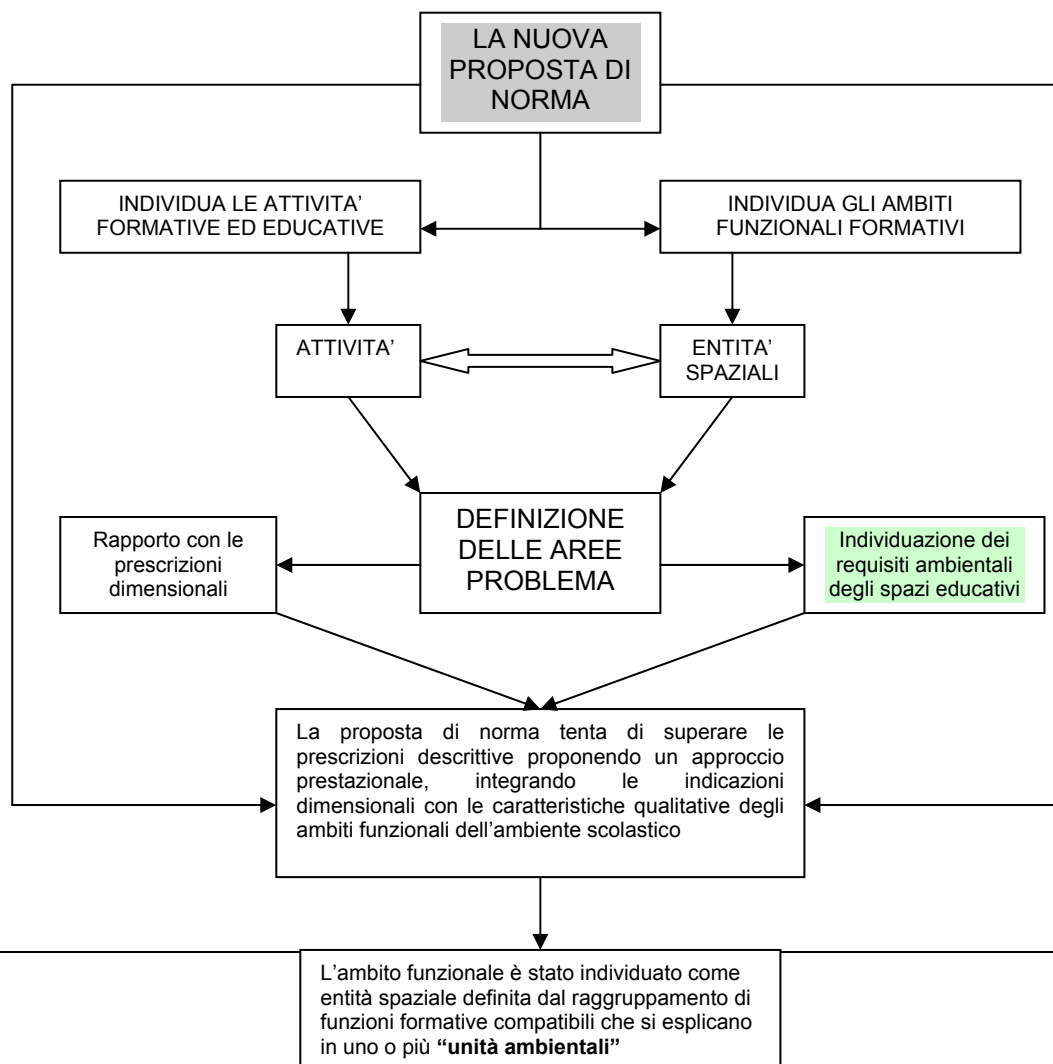 LA NUOVA
PROPOSTA DI
NORMA
INDIVIDUA LE ATTIVITA’
FORMATIVE ED EDUCATIVE
INDIVIDUA GLI AMBITI
FUNZIONALI FORMATIVI
ATTIVITA’
ENTITA’
SPAZIALI
DEFINIZIONE
DELLE AREE
PROBLEMA
Rapporto con le
prescrizioni
dimensionali
Individuazione dei
requisiti ambientali
degli spazi educativi
La proposta di norma tenta di superare le
prescrizioni descrittive proponendo un approccio
prestazionale, integrando le indicazioni
dimensionali con le caratteristiche qualitative degli
ambiti funzionali dell’ambiente scolastico
L’ambito funzionale è stato individuato come
entità spaziale definita dal raggruppamento di
funzioni formative compatibili che si esplicano
in uno o più “unità ambientali”